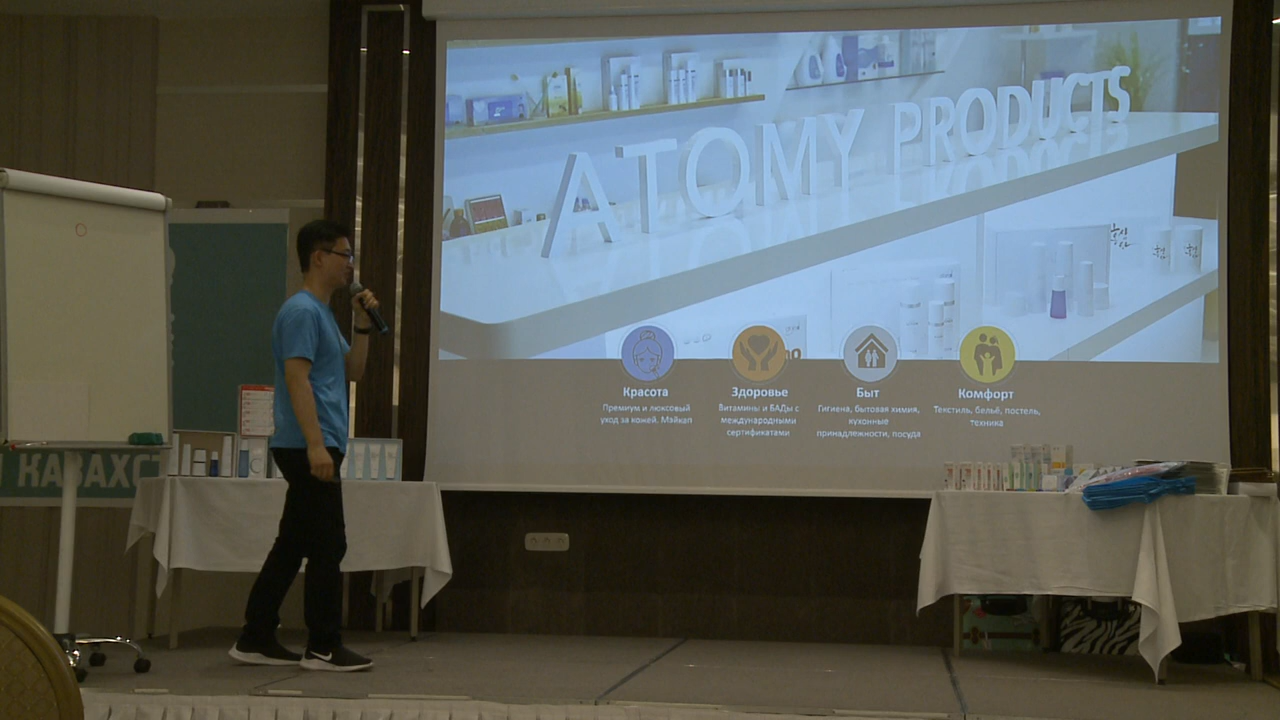 ATOMY PRODUCTS
Красота
Премиум и люксовый
уход за кожей. Мэйкап
Здоровье
Витамины и БАДы с
международными
сертификатами
Быт
Гигиена, бытовая химия,
кухонные
принадлежности, посуда
Комфорт
Текстиль, бельё, постель,
техника
КАЗАХСТ